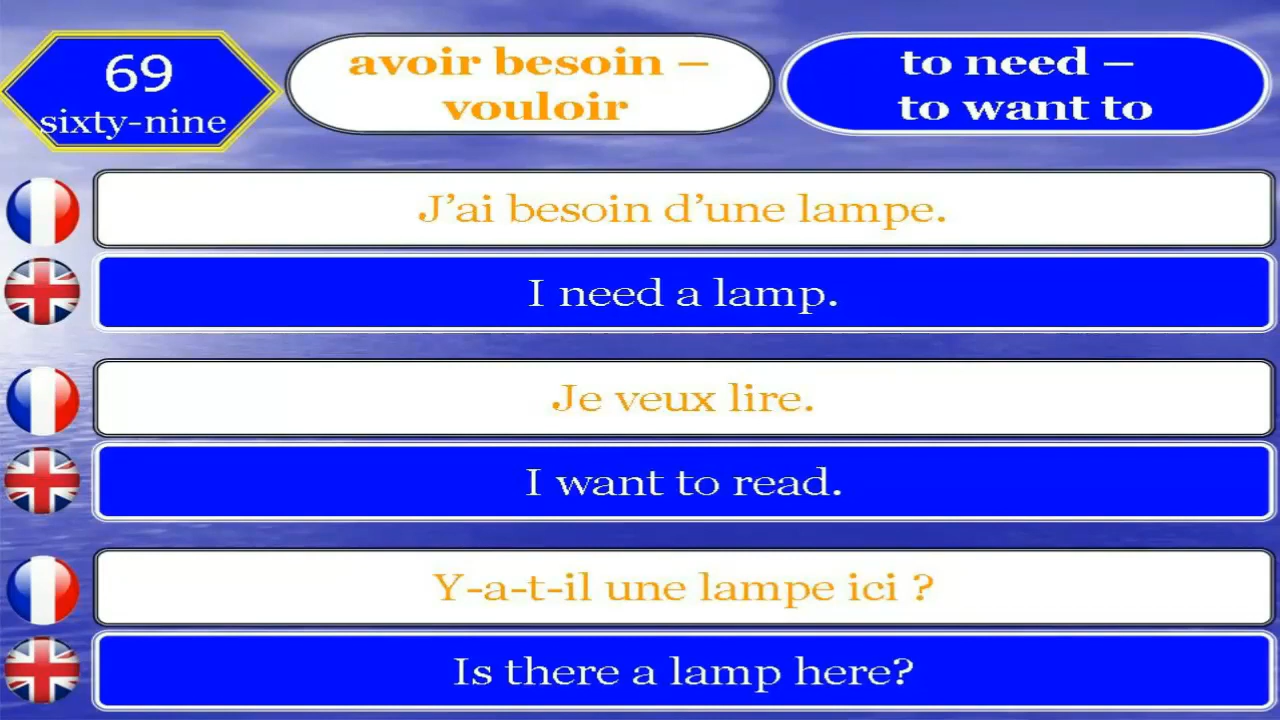 69
sixty-nine
avoir besoin –
vouloir
to need –
to want to
J’ai besoin d’une lampe.
I need a lamp.
Je veux lire.
I want to read.
Y-a-t-il une lampe ici ?
Is there a lamp here?